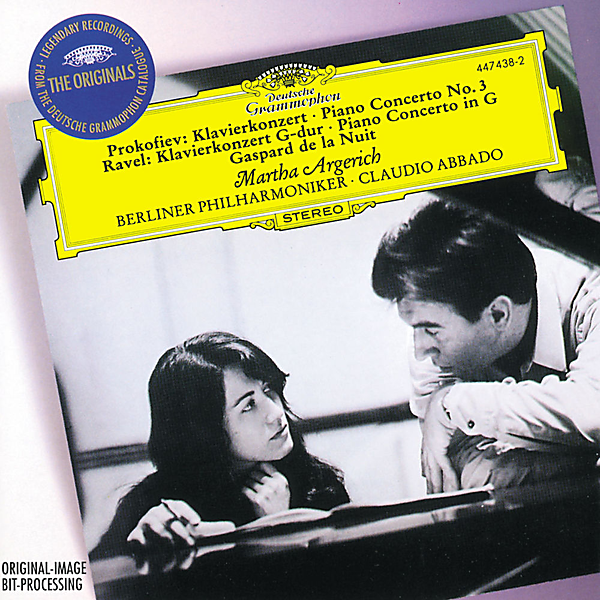 LEGENDARY RECORDINGS
THE ORIGINALS
FROM THE DEUTSCHE GRAMMOPHON CATALOGUE
Deutsche
Grammophon
447 438-2
Prokofiev: Klavierkonzert · Piano Concerto No. 3
Ravel: Klavierkonzert G-dur · Piano Concerto in G
Gaspard de la Nuit
Martha Argerich
BERLINER PHILHARMONIKER · CLAUDIO ABBADO
STEREO
ORIGINAL-IMAGE
BIT-PROCESSING